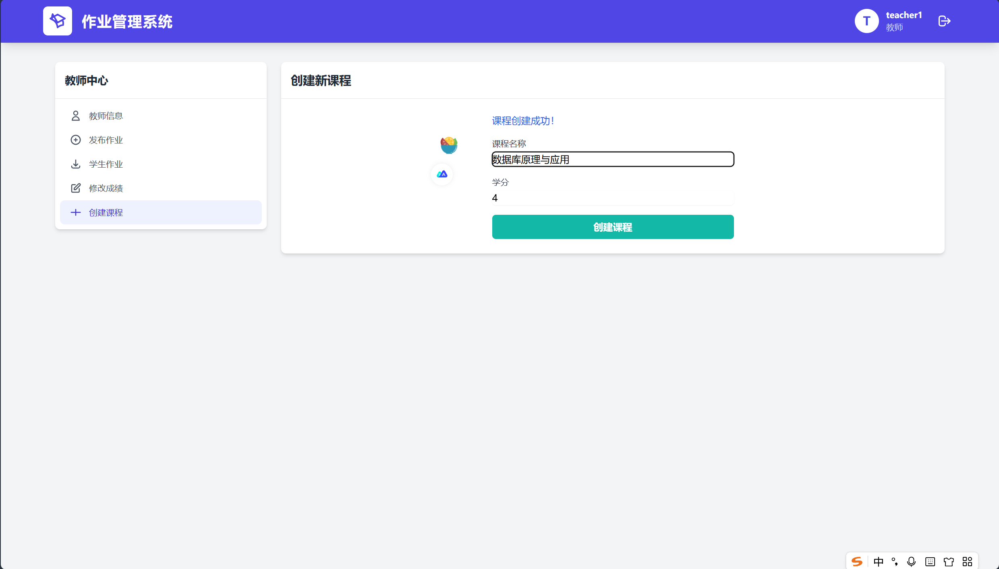 作业管理系统
T
teacher1
教师
教师中心
教师信息
发布作业
学生作业
修改成绩
创建课程
创建新课程
课程创建成功！
课程名称
数据库原理与应用
学分
4
创建课程
中